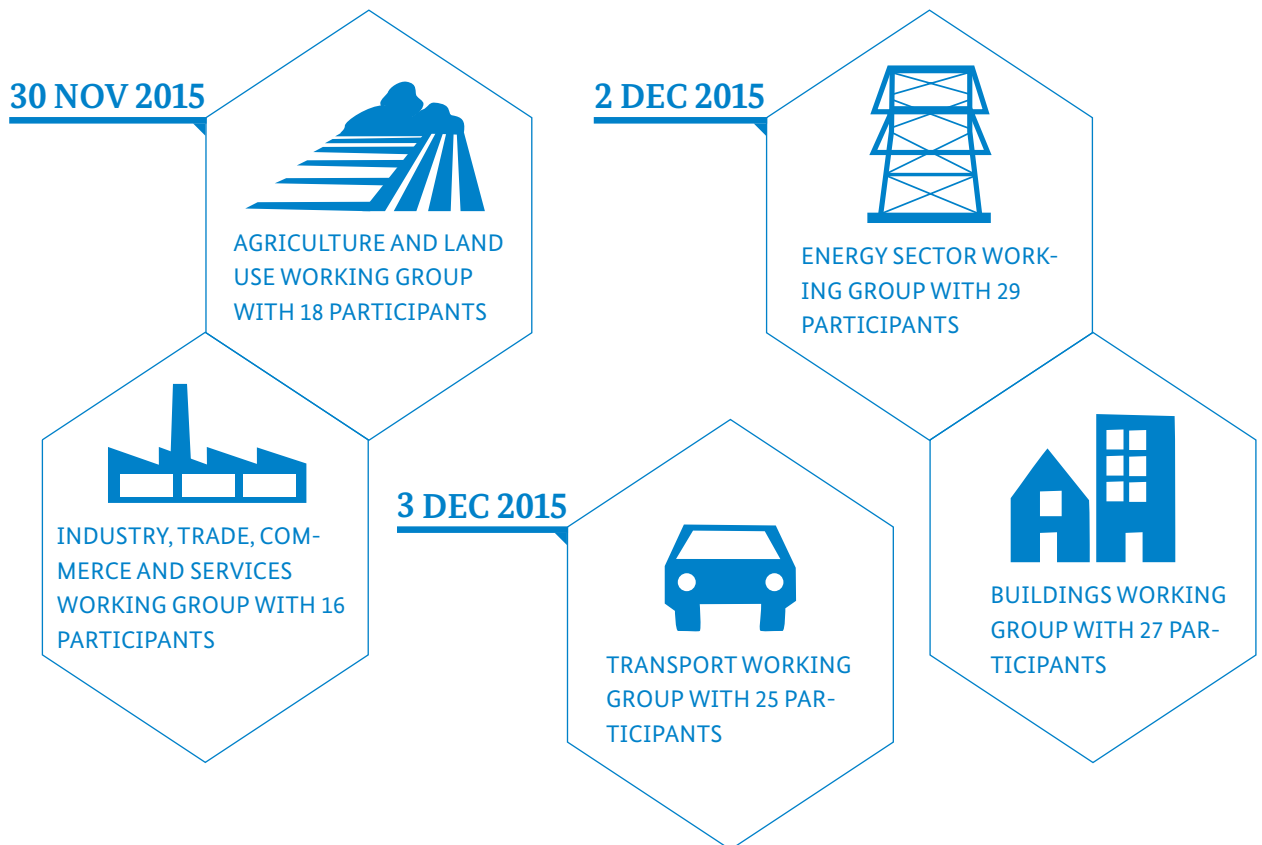 30 NOV 2015
AGRICULTURE AND LAND
USE WORKING GROUP
WITH 18 PARTICIPANTS
INDUSTRY, TRADE, COM-
MERCE AND SERVICES
WORKING GROUP WITH 16
PARTICIPANTS
2 DEC 2015
ENERGY SECTOR WORK-
ING GROUP WITH 29
PARTICIPANTS
BUILDINGS WORKING
GROUP WITH 27 PAR-
TICIPANTS
3 DEC 2015
TRANSPORT WORKING
GROUP WITH 25 PAR-
TICIPANTS